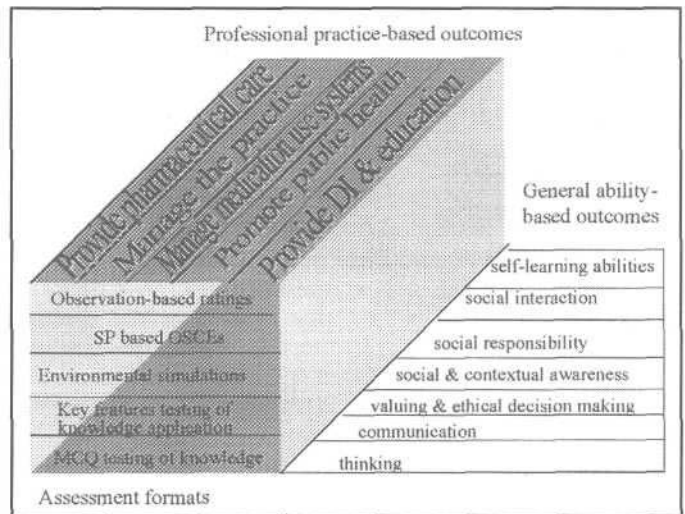 Professional practice-based outcomes
Provide pharmaceutical care
Manage the practice
Manage medication use systems
Promote public health
Provide DI & education
General ability-
based outcomes
self-learning abilities
social interaction
social responsibility
social & contextual awareness
valuing & ethical decision making
communication
thinking
Observation-based ratings
SP based OSCEs
Environmental simulations
Key features testing of
knowledge application
MCQ testing of knowledge
Assessment formats